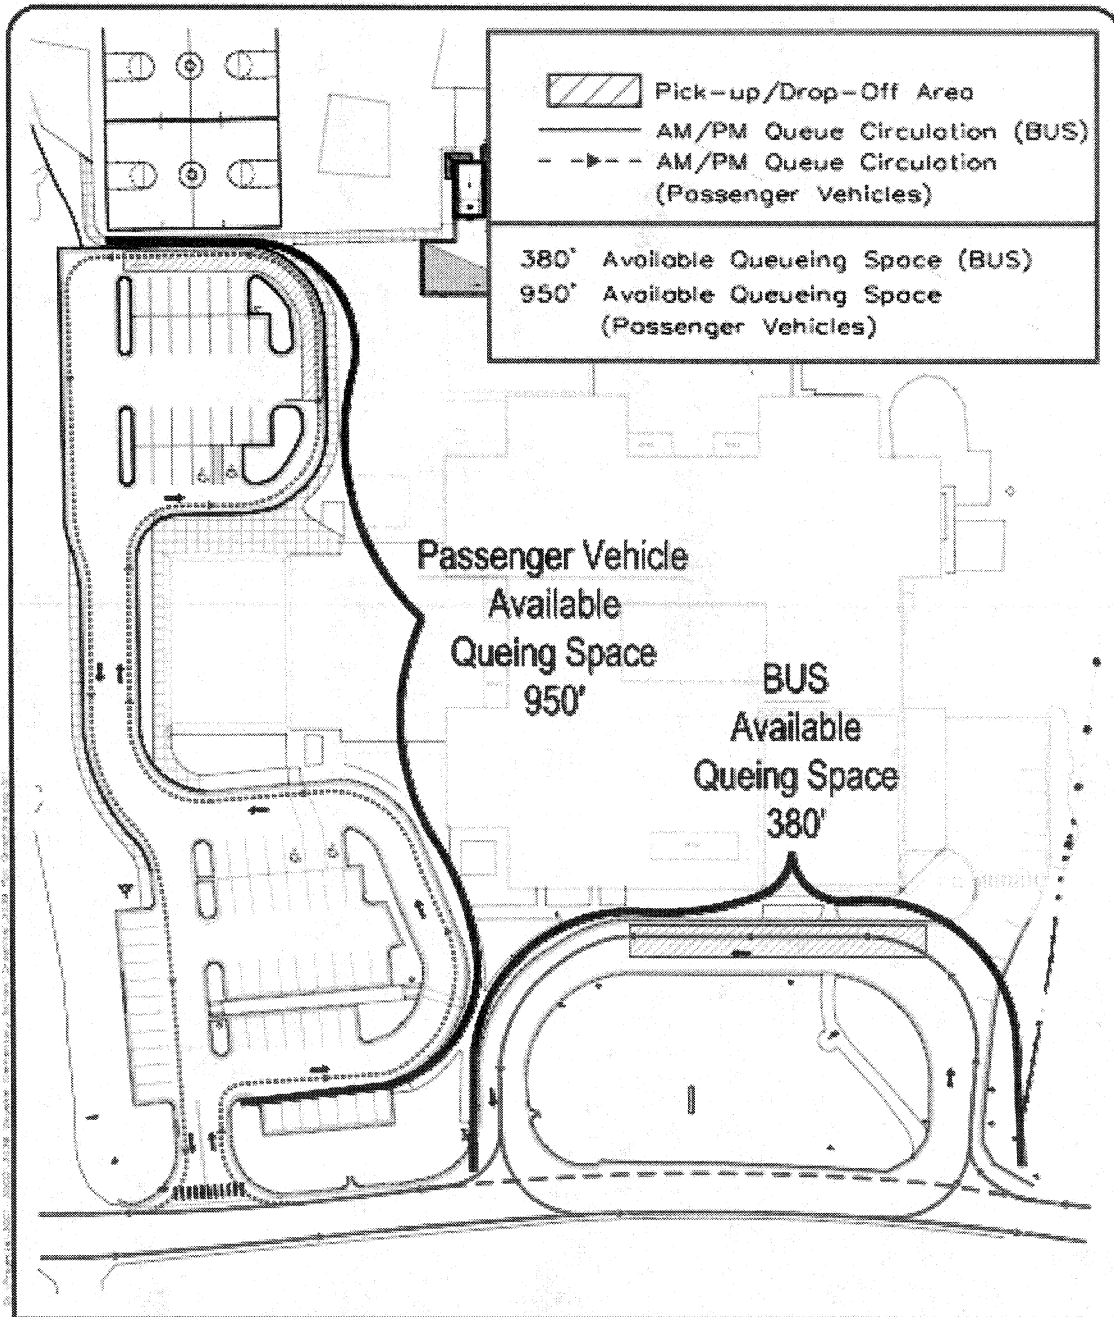 Pick-up/Drop-Off Area
AM/PM Queue Circulation (BUS)
AM/PM Queue Circulation
(Passenger Vehicles)
380' Available Queueing Space (BUS)
950' Available Queueing Space
(Passenger Vehicles)
Passenger Vehicle
Available
Queing Space
950'
BUS
Available
Queing Space
380'